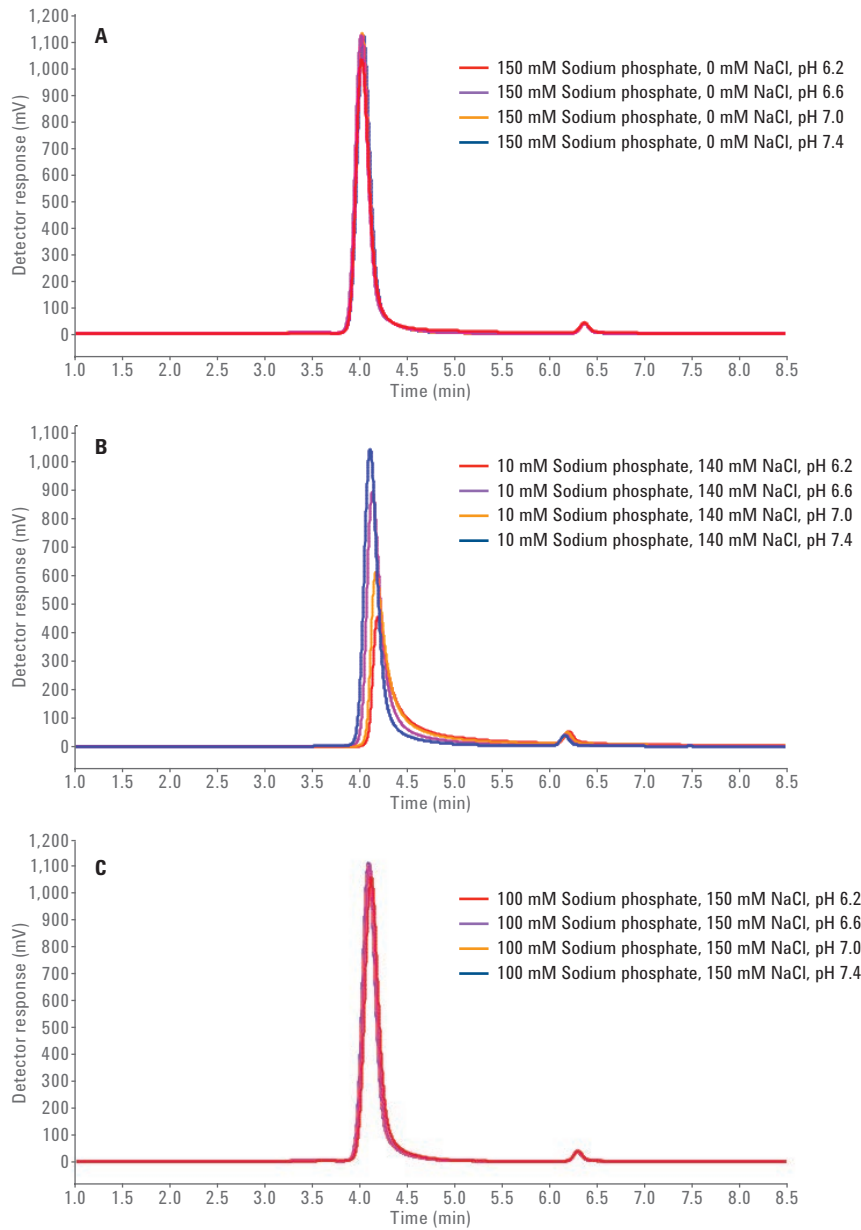 A
Detector response (mV)
1,200
1,100
1,000
900
800
700
600
500
400
300
200
100
0
150 mM Sodium phosphate, 0 mM NaCl, pH 6.2
150 mM Sodium phosphate, 0 mM NaCl, pH 6.6
150 mM Sodium phosphate, 0 mM NaCl, pH 7.0
150 mM Sodium phosphate, 0 mM NaCl, pH 7.4
1.0 1.5 2.0 2.5 3.0 3.5 4.0 4.5 5.0 5.5 6.0 6.5 7.0 7.5 8.0 8.5
Time (min)
B
Detector response (mV)
1,100
1,000
900
800
700
600
500
400
300
200
100
0
10 mM Sodium phosphate, 140 mM NaCl, pH 6.2
10 mM Sodium phosphate, 140 mM NaCl, pH 6.6
10 mM Sodium phosphate, 140 mM NaCl, pH 7.0
10 mM Sodium phosphate, 140 mM NaCl, pH 7.4
1.0 1.5 2.0 2.5 3.0 3.5 4.0 4.5 5.0 5.5 6.0 6.5 7.0 7.5 8.0 8.5
Time (min)
C
Detector response (mV)
1,200
1,100
1,000
900
800
700
600
500
400
300
200
100
0
100 mM Sodium phosphate, 150 mM NaCl, pH 6.2
100 mM Sodium phosphate, 150 mM NaCl, pH 6.6
100 mM Sodium phosphate, 150 mM NaCl, pH 7.0
100 mM Sodium phosphate, 150 mM NaCl, pH 7.4
1.0 1.5 2.0 2.5 3.0 3.5 4.0 4.5 5.0 5.5 6.0 6.5 7.0 7.5 8.0 8.5
Time (min)